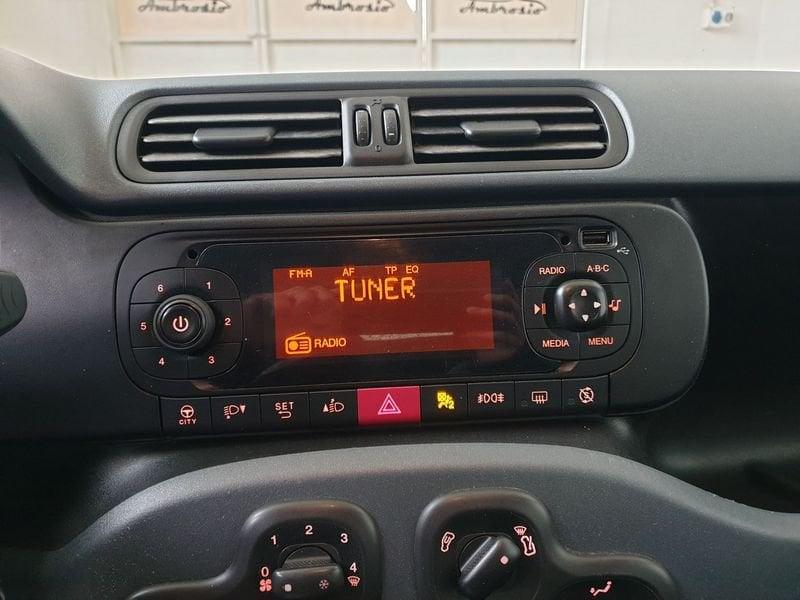 Ambrosio Ambrosio Ambrosio
FM-A AF TP EQ
TUNER
RADIO
6 1
5 2
4 3
RADIO A·B·C
MEDIA MENU
CITY SET 2
0 1 2 3 4